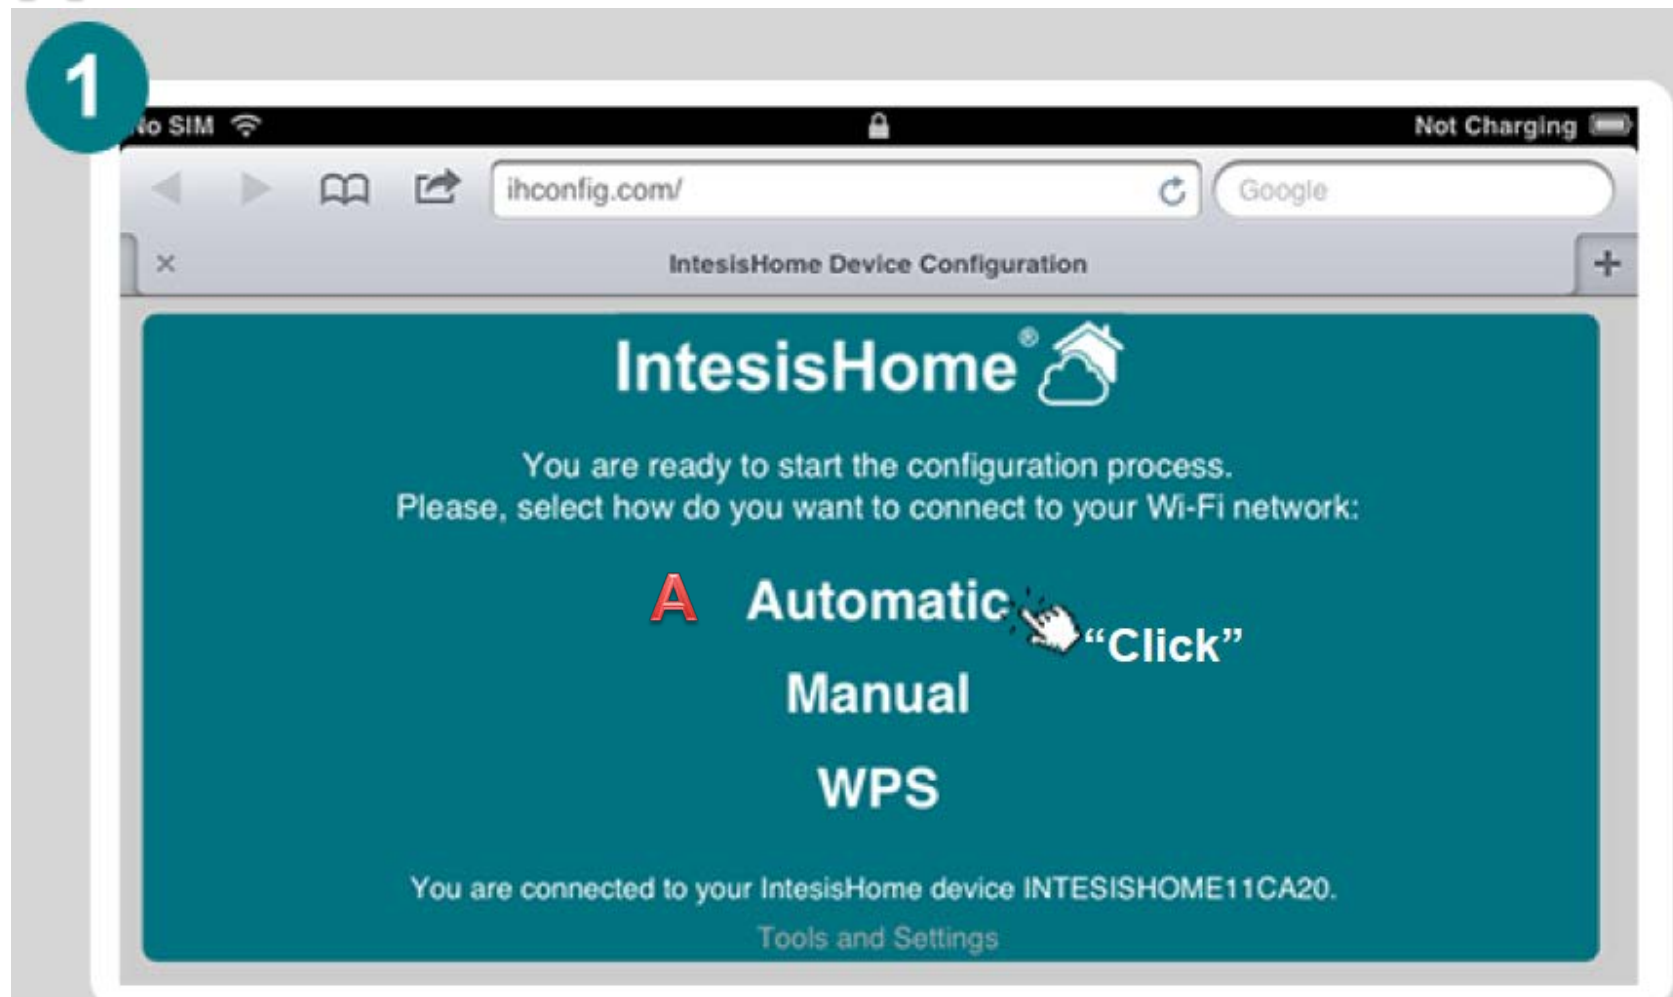 1
No SIM Not Charging
ihconfig.com/ Google
IntesisHome Device Configuration
IntesisHome®
You are ready to start the configuration process.
Please, select how do you want to connect to your Wi-Fi network:
A Automatic
“Click”
Manual
WPS
You are connected to your IntesisHome device INTESISHOME11CA20.
Tools and Settings